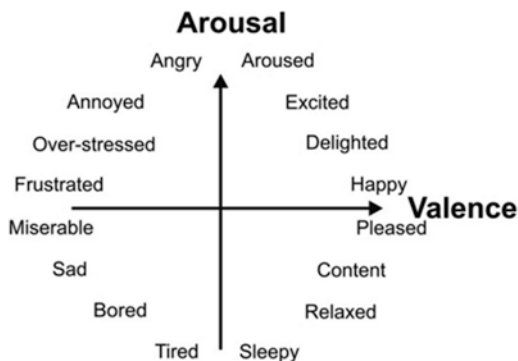 Arousal
Angry Aroused
Annoyed Excited
Over-stressed Delighted
Frustrated Happy
Valence
Miserable Pleased
Sad Content
Bored Relaxed
Tired Sleepy